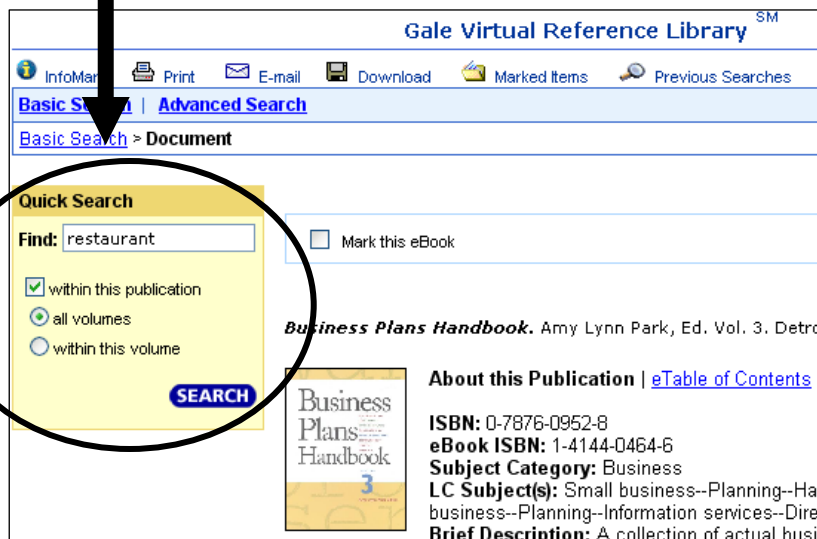 Gale Virtual Reference Library SM
InfoMar Print E-mail Download Marked Items Previous Searches
Basic S | Advanced Search
Basic Search > Document
Quick Search
Find: restaurant
Mark this eBook
within this publication
all volumes
within this volume
SEARCH
Business Plans Handbook. Amy Lynn Park, Ed. Vol. 3. Detro
Business
Plans
Handbook
3
About this Publication | eTable of Contents
ISBN: 0-7876-0952-8
eBook ISBN: 1-4144-0464-6
Subject Category: Business
LC Subject(s): Small business--Planning--Ha
business--Planning--Information services--Dire
Brief Description: A collection of actual busi